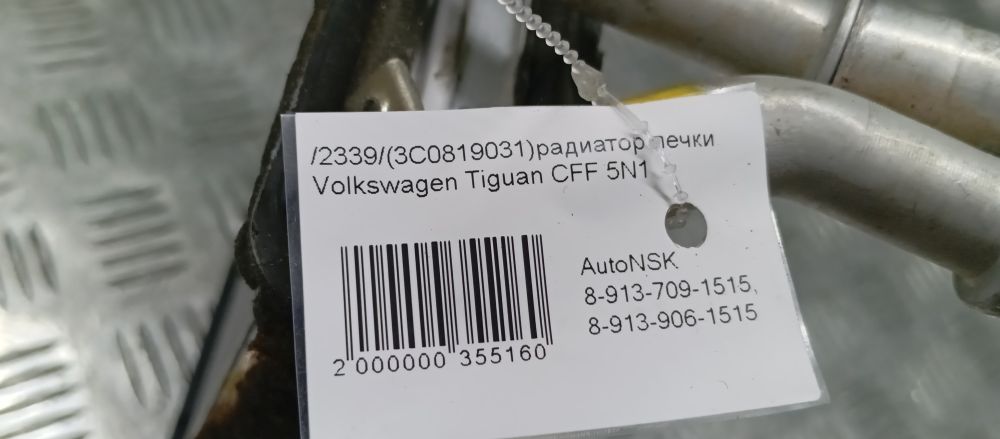 /2339/(3C0819031)радиатор печки
Volkswagen Tiguan CFF 5N1
AutoNSK
8-913-709-1515,
8-913-906-1515
2 000000 355160